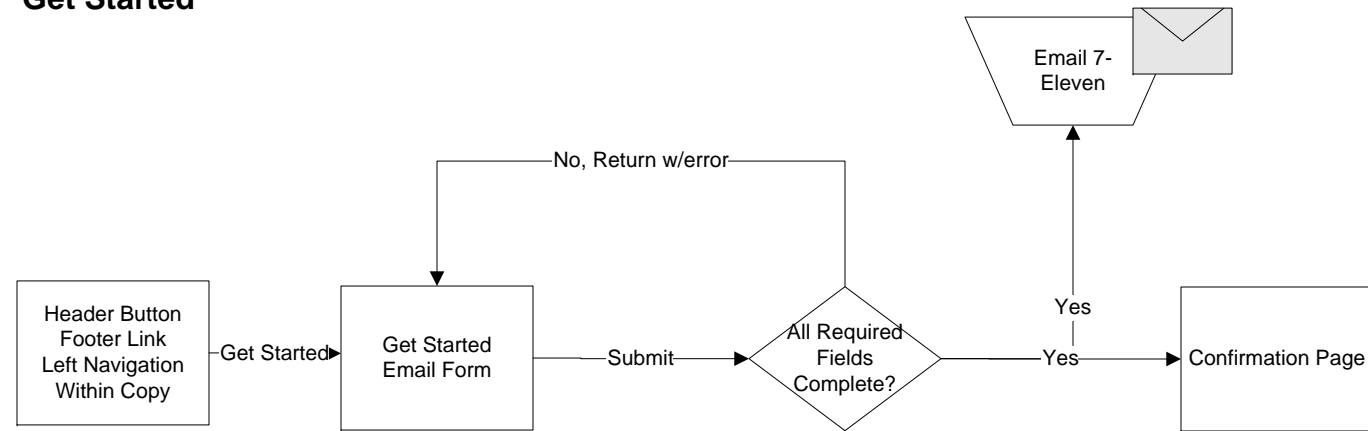 Get Started
Email 7-
Eleven
No, Return w/error
Header Button
Footer Link
Left Navigation
Within Copy
Get Started
Get Started
Email Form
Submit
All Required
Fields
Complete?
Yes
Yes
Confirmation Page